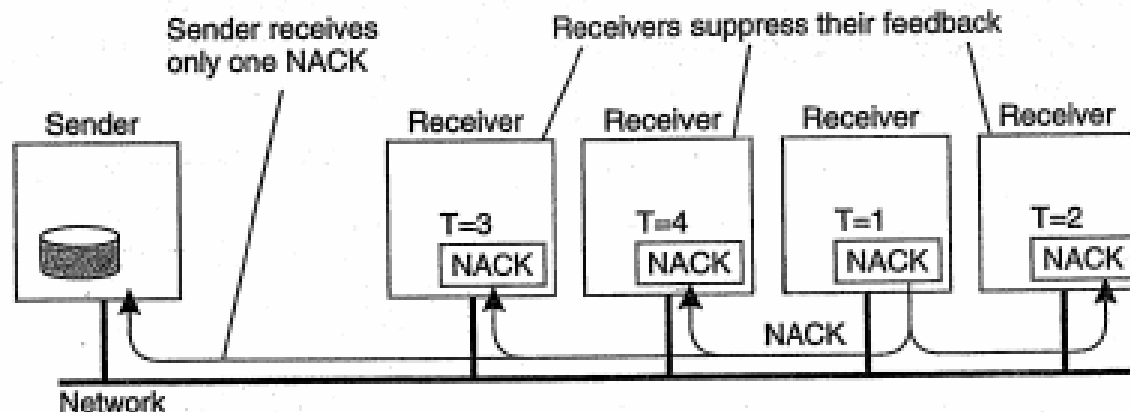 Sender receives
only one NACK
Receivers suppress their feedback
Sender
Receiver
Receiver
Receiver
Receiver
T=3
T=4
T=1
T=2
NACK
NACK
NACK
NACK
NACK
Network